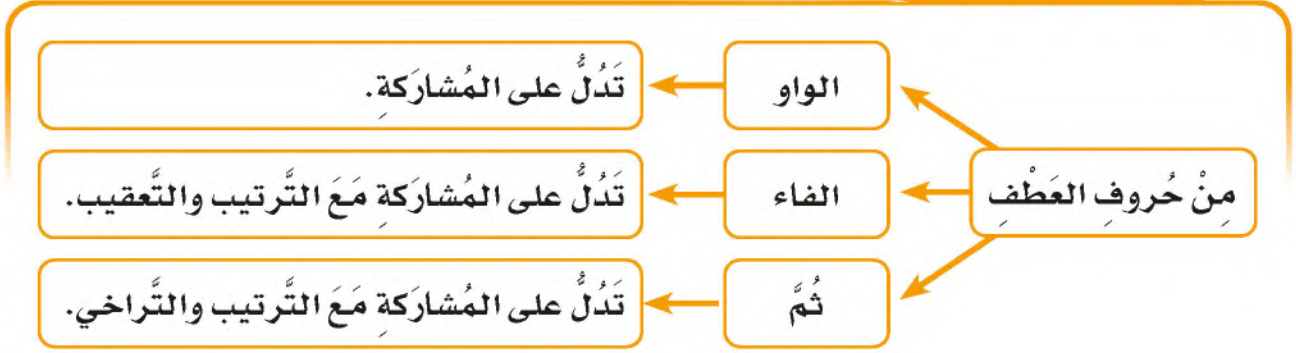 مِنْ حُروفِ العَطْفِ
الواو
تَدُلُّ على المُشارَكةِ.
الفاء
تَدُلُّ على المُشارَكةِ مَعَ التَّرتيب والتَّعقيب.
ثُمَّ
تَدُلُّ على المُشارَكةِ مَعَ التَّرتيب والتَّراخي.